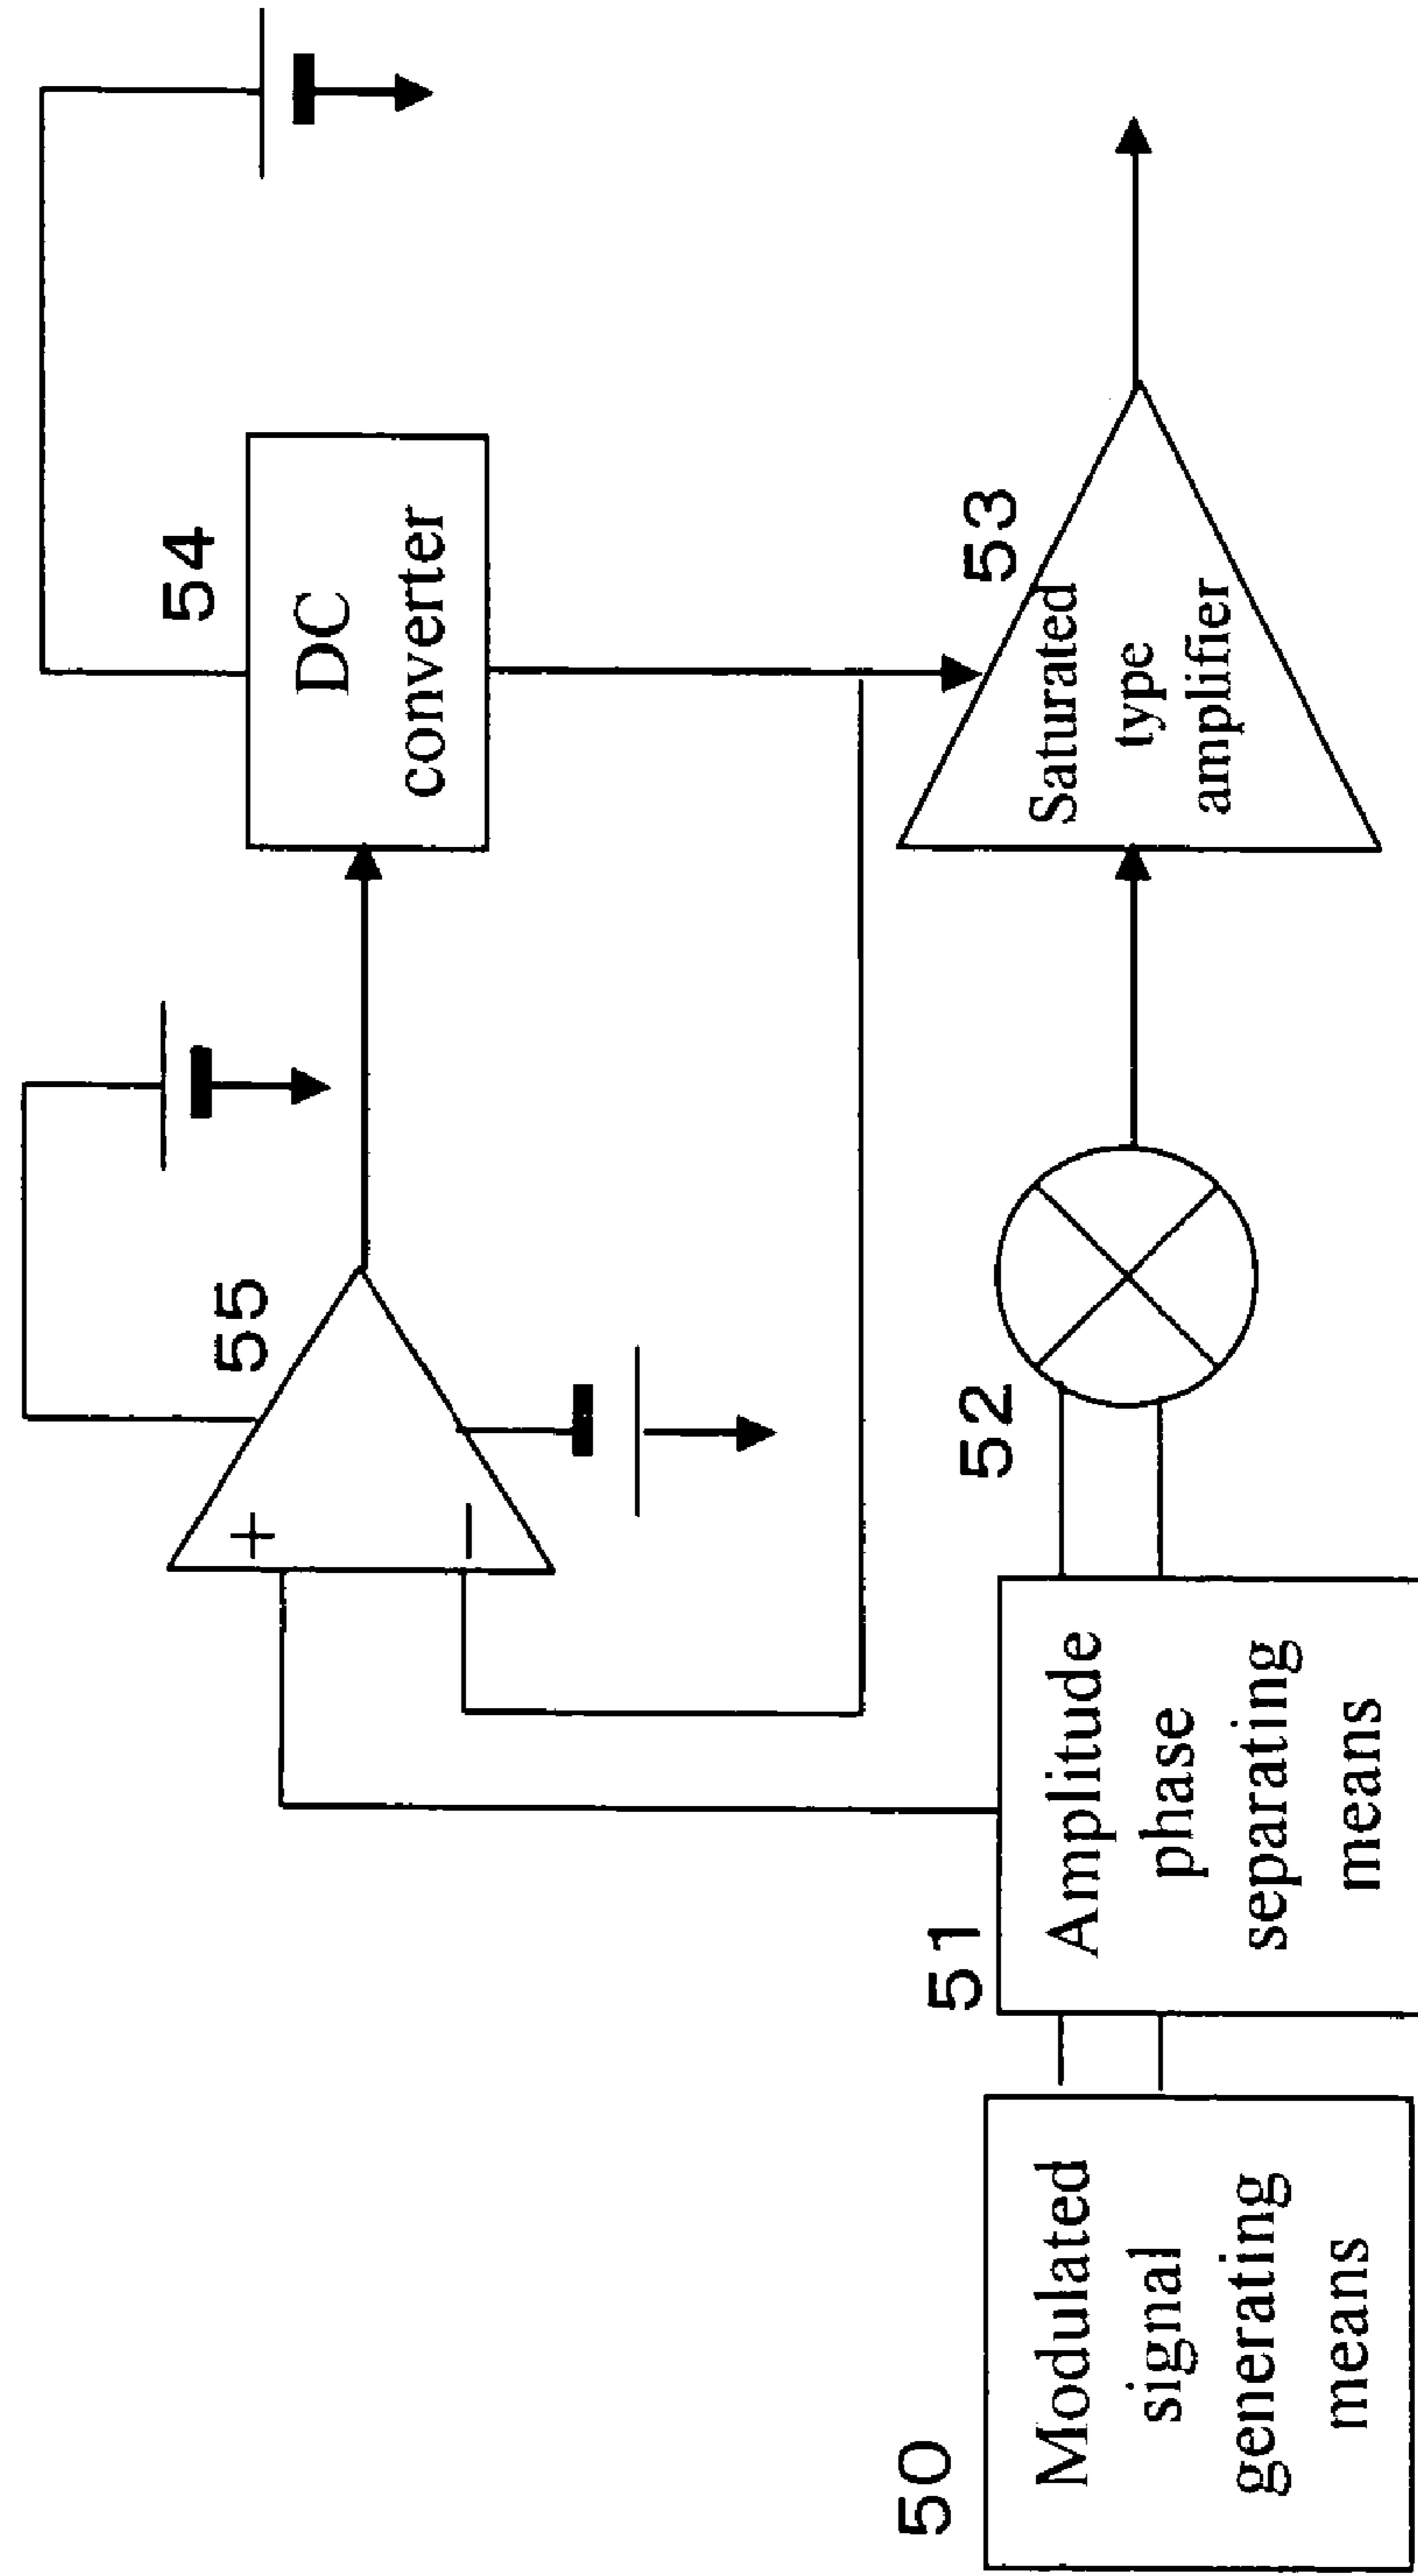 54
DC
converter
55
+
−
53
Saturated
type
amplifier
52
51
Amplitude
phase
separating
means
50
Modulated
signal
generating
means